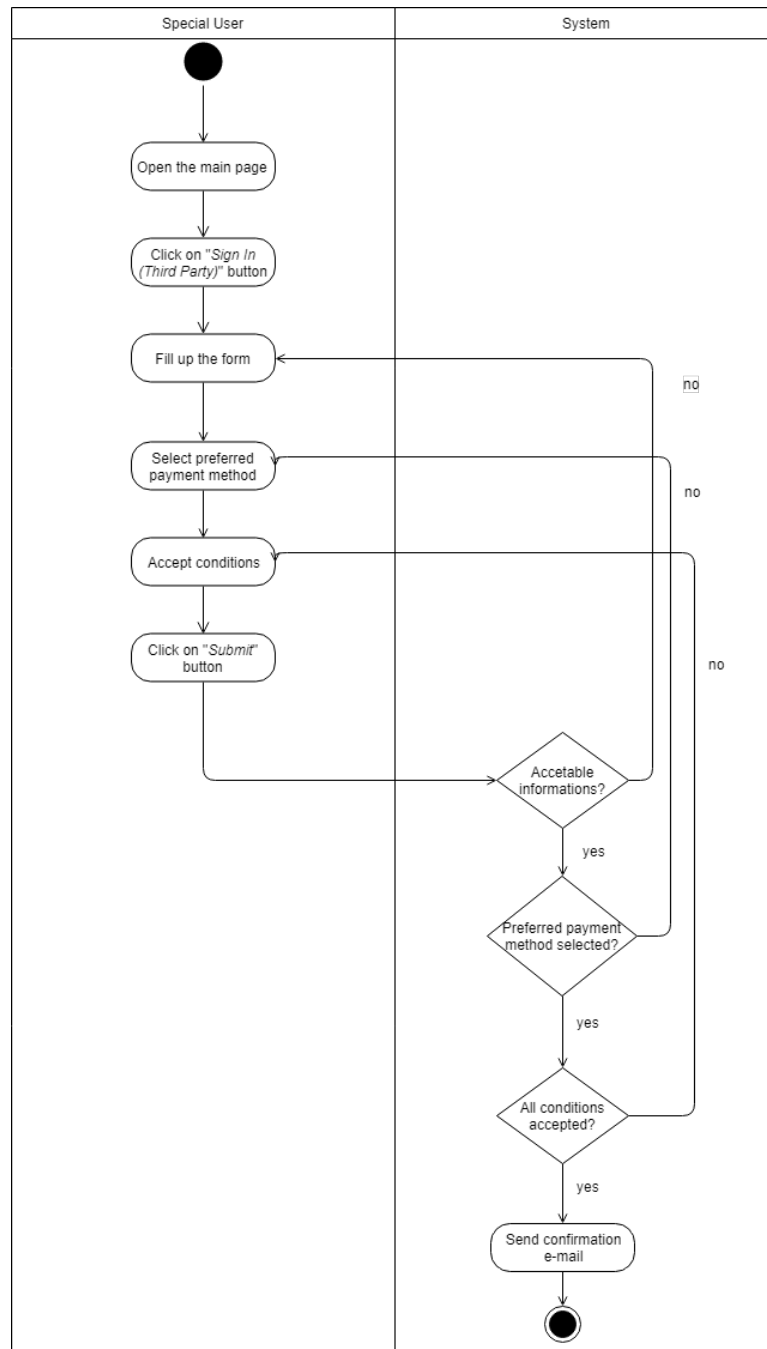 Special User
System
Open the main page
Click on "Sign In
(Third Party)" button
Fill up the form
no
Select preferred
payment method
no
Accept conditions
Click on "Submit"
button
no
Accetable
informations?
yes
Preferred payment
method selected?
yes
All conditions
accepted?
yes
Send confirmation
e-mail